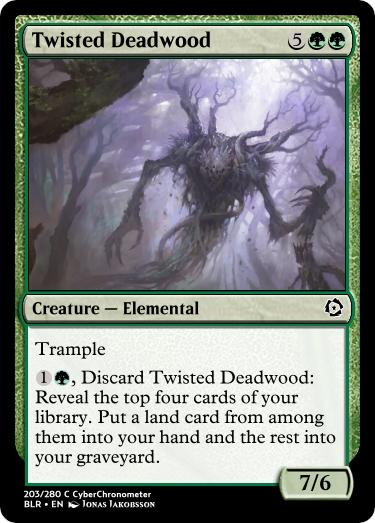 Twisted Deadwood 5
Creature — Elemental
Trample
1, Discard Twisted Deadwood:
Reveal the top four cards of your
library. Put a land card from among
them into your hand and the rest into
your graveyard.
7/6
203/280 C CyberChronometer
BLR • EN Jonas Jakobsson